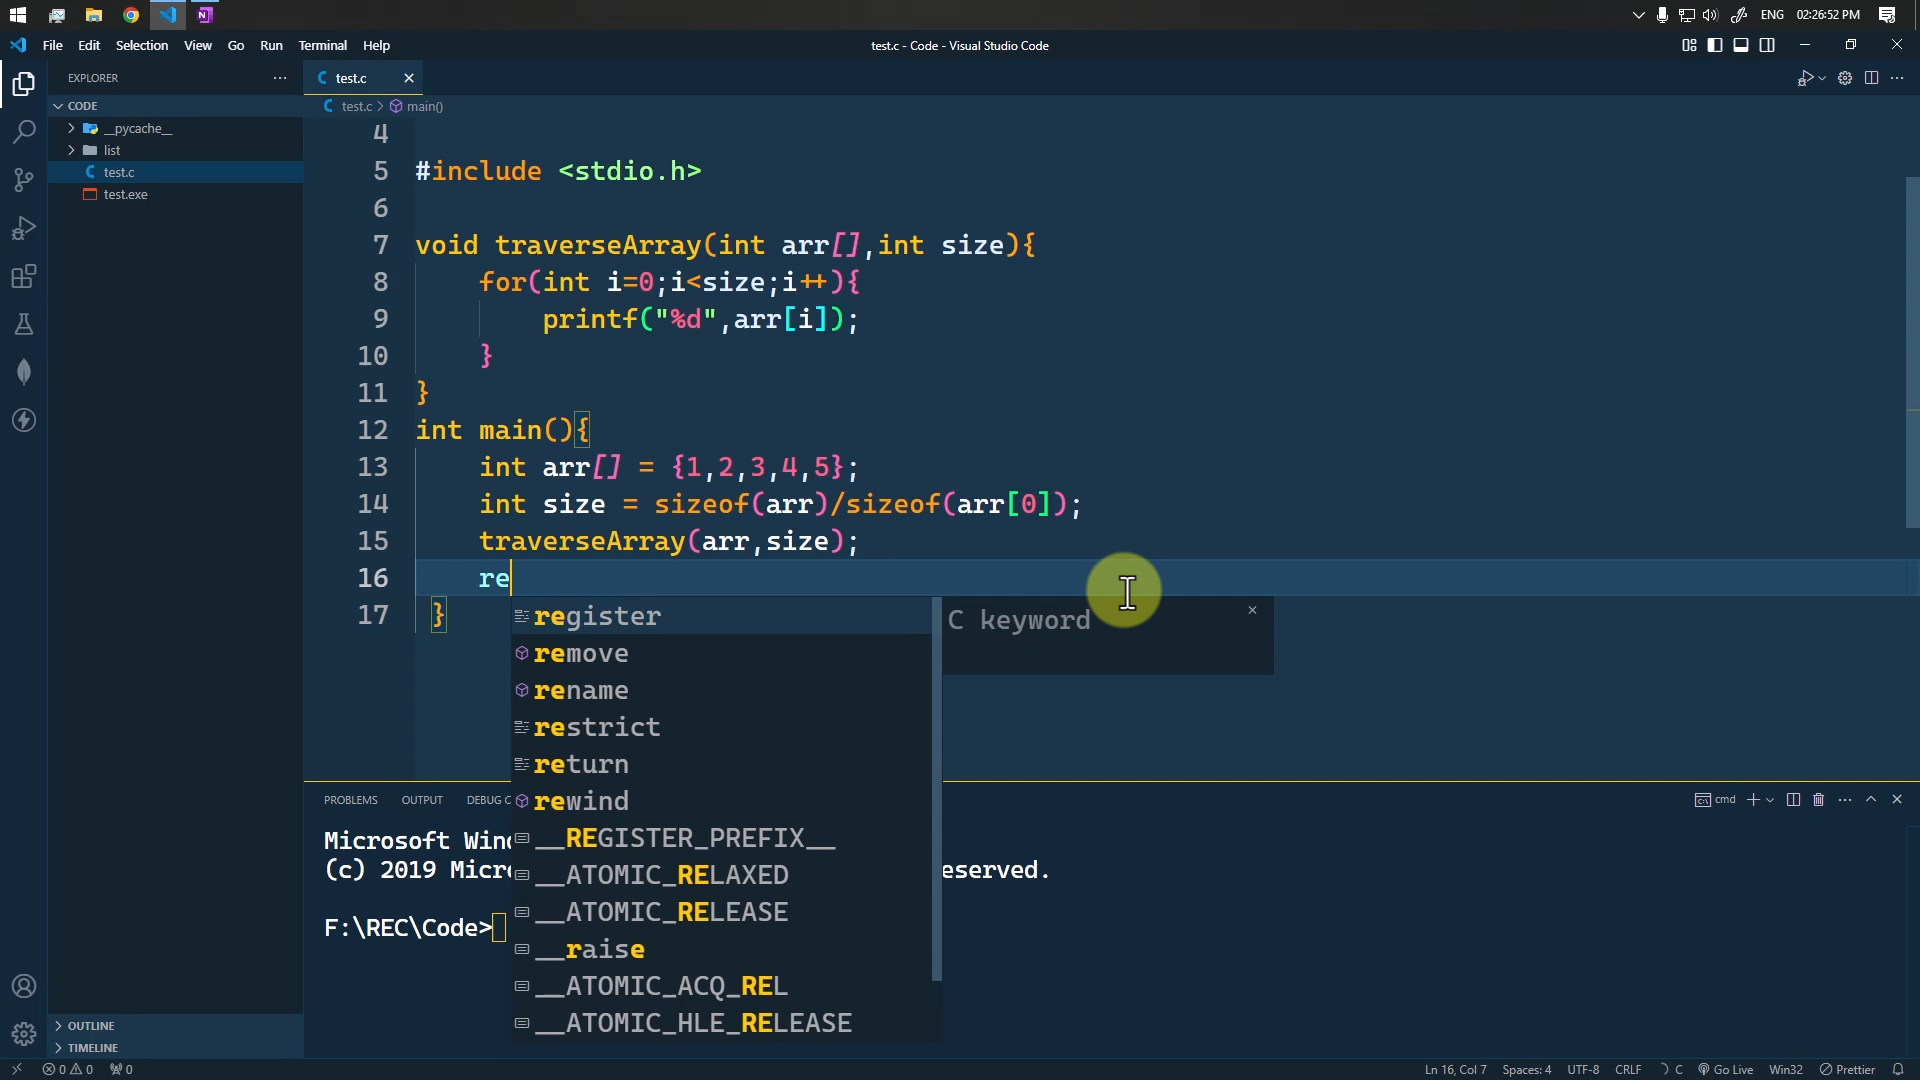 ENG 02:26:52 PM
File Edit Selection View Go Run Terminal Help
test.c - Code - Visual Studio Code
EXPLORER
CODE
__pycache__
list
test.c
test.exe
OUTLINE
TIMELINE
C test.c
C test.c > main()
4
5 #include <stdio.h>
6
7 void traverseArray(int arr[],int size){
8 for(int i=0;i<size;i++){
9 printf("%d",arr[i]);
10 }
11 }
12 int main(){
13 int arr[] = {1,2,3,4,5};
14 int size = sizeof(arr)/sizeof(arr[0]);
15 traverseArray(arr,size);
16 re
17 }
register
remove
rename
restrict
return
rewind
__REGISTER_PREFIX__
__ATOMIC_RELAXED
__ATOMIC_RELEASE
__raise
__ATOMIC_ACQ_REL
__ATOMIC_HLE_RELEASE
C keyword
PROBLEMS OUTPUT DEBUG C
cmd
Microsoft Wind
(c) 2019 Micro
eserved.
F:\REC\Code>
0 0 0
Ln 16, Col 7 Spaces: 4 UTF-8 CRLF C Go Live Win32 Prettier